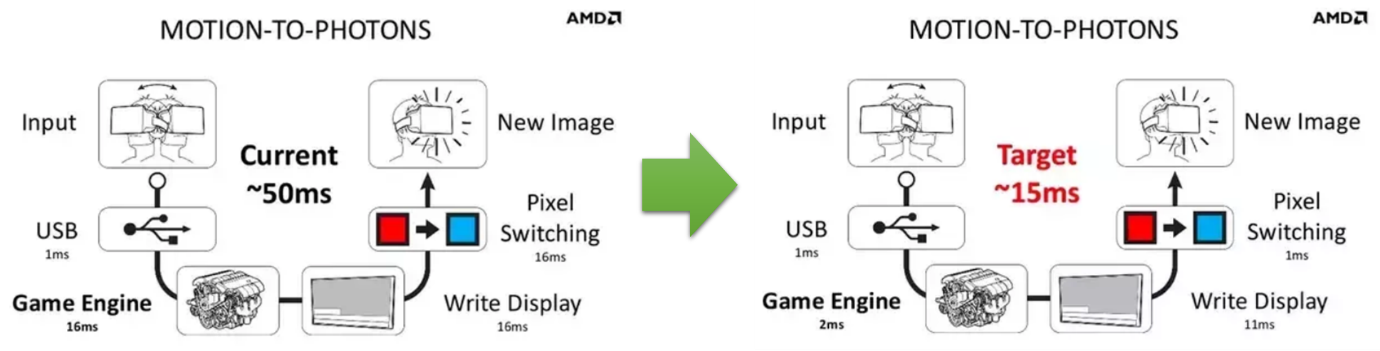 AMD
MOTION-TO-PHOTONS
Input
New Image
Current
~50ms
Pixel
Switching
16ms
USB
1ms
Game Engine
16ms
Write Display
16ms
AMD
MOTION-TO-PHOTONS
Input
New Image
Target
~15ms
Pixel
Switching
1ms
USB
1ms
Game Engine
2ms
Write Display
11ms